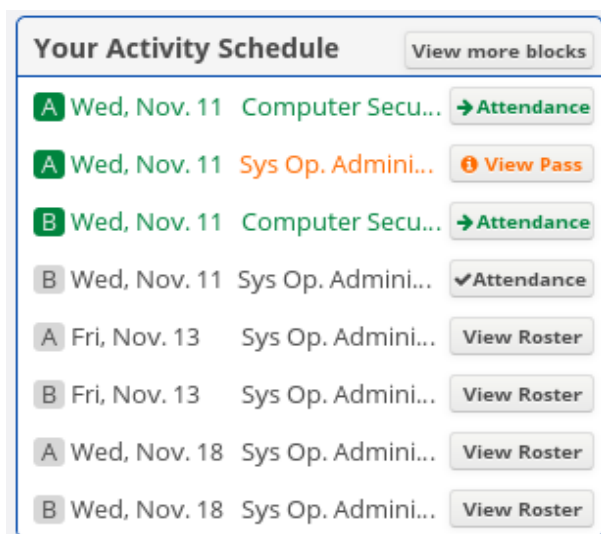 Your Activity Schedule View more blocks
A Wed, Nov. 11 Computer Secu... Attendance
A Wed, Nov. 11 Sys Op. Admini... View Pass
B Wed, Nov. 11 Computer Secu... Attendance
B Wed, Nov. 11 Sys Op. Admini... Attendance
A Fri, Nov. 13 Sys Op. Admini... View Roster
B Fri, Nov. 13 Sys Op. Admini... View Roster
A Wed, Nov. 18 Sys Op. Admini... View Roster
B Wed, Nov. 18 Sys Op. Admini... View Roster